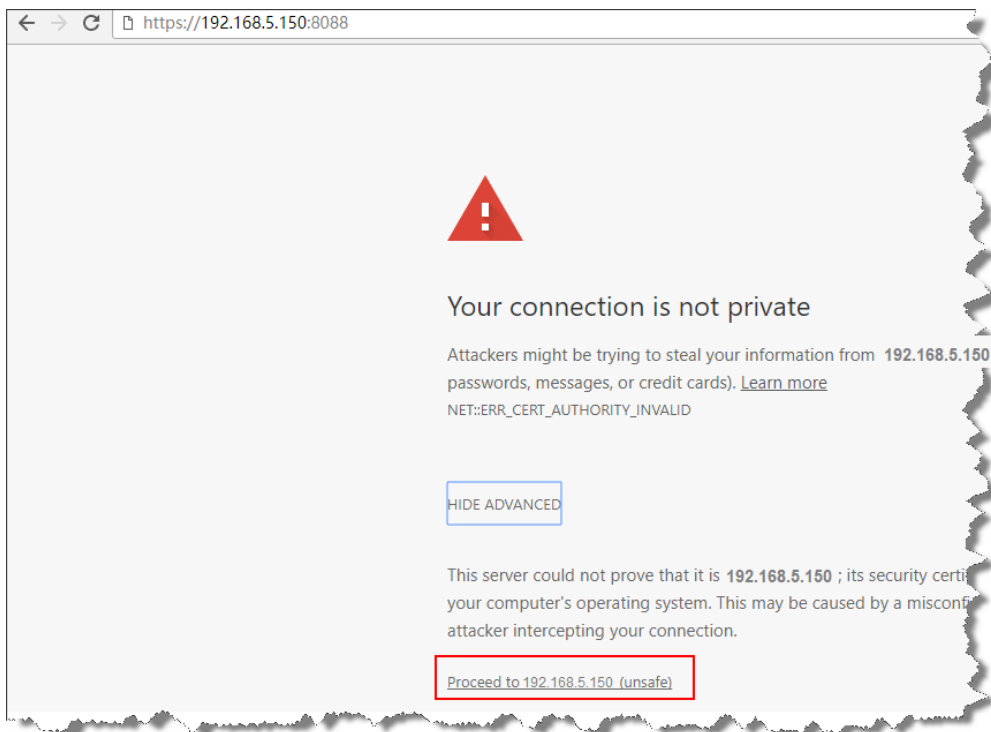 https://192.168.5.150:8088
Your connection is not private
Attackers might be trying to steal your information from 192.168.5.150
passwords, messages, or credit cards). Learn more
NET::ERR_CERT_AUTHORITY_INVALID
HIDE ADVANCED
This server could not prove that it is 192.168.5.150 ; its security
your computer's operating system. This may be caused by a
attacker intercepting your connection.
Proceed to 192.168.5.150 (unsafe)